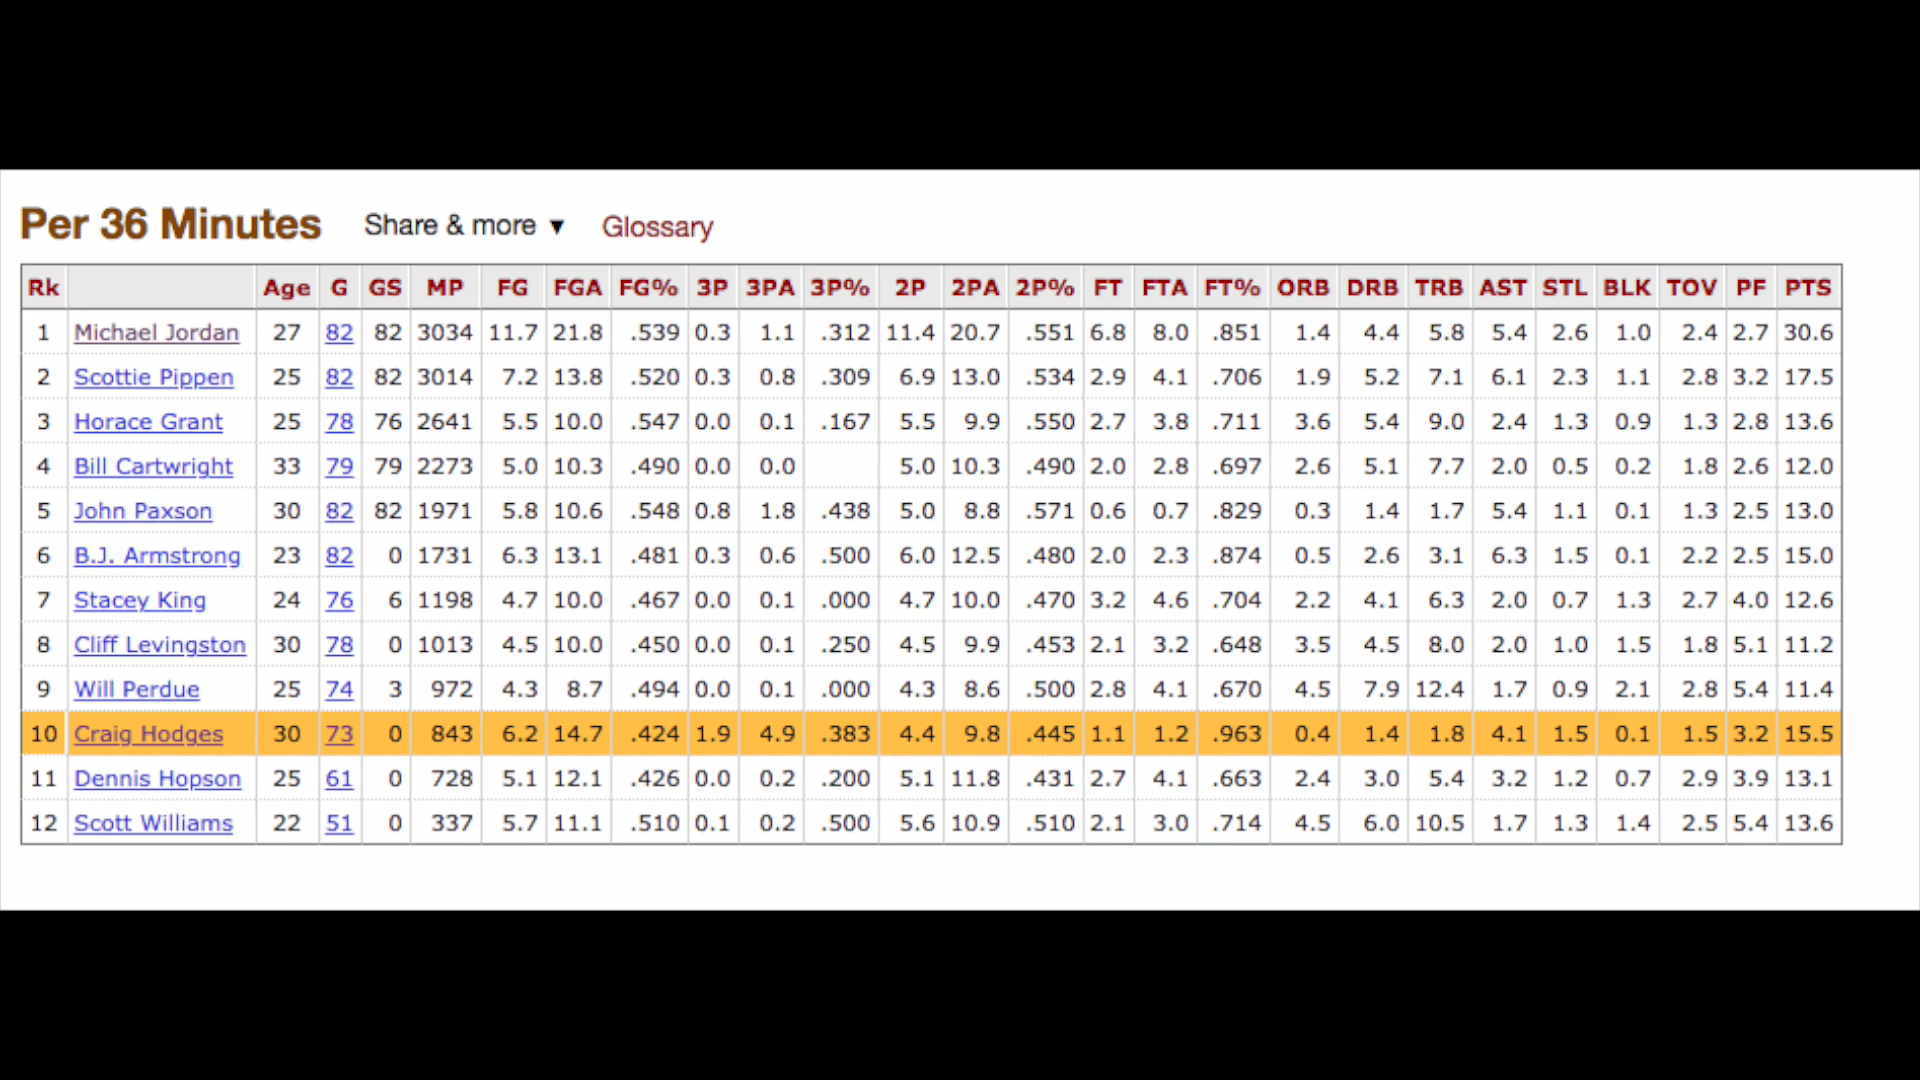 Per 36 Minutes Share & more ▼ Glossary
Rk Age G GS MP FG FGA FG% 3P 3PA 3P% 2P 2PA 2P% FT FTA FT% ORB DRB TRB AST STL BLK TOV PF PTS
1 Michael Jordan 27 82 82 3034 11.7 21.8 .539 0.3 1.1 .312 11.4 20.7 .551 6.8 8.0 .851 1.4 4.4 5.8 5.4 2.6 1.0 2.4 2.7 30.6
2 Scottie Pippen 25 82 82 3014 7.2 13.8 .520 0.3 0.8 .309 6.9 13.0 .534 2.9 4.1 .706 1.9 5.2 7.1 6.1 2.3 1.1 2.8 3.2 17.5
3 Horace Grant 25 78 76 2641 5.5 10.0 .547 0.0 0.1 .167 5.5 9.9 .550 2.7 3.8 .711 3.6 5.4 9.0 2.4 1.3 0.9 1.3 2.8 13.6
4 Bill Cartwright 33 79 79 2273 5.0 10.3 .490 0.0 0.0 5.0 10.3 .490 2.0 2.8 .697 2.6 5.1 7.7 2.0 0.5 0.2 1.8 2.6 12.0
5 John Paxson 30 82 82 1971 5.8 10.6 .548 0.8 1.8 .438 5.0 8.8 .571 0.6 0.7 .829 0.3 1.4 1.7 5.4 1.1 0.1 1.3 2.5 13.0
6 B.J. Armstrong 23 82 0 1731 6.3 13.1 .481 0.3 0.6 .500 6.0 12.5 .480 2.0 2.3 .874 0.5 2.6 3.1 6.3 1.5 0.1 2.2 2.5 15.0
7 Stacey King 24 76 6 1198 4.7 10.0 .467 0.0 0.1 .000 4.7 10.0 .470 3.2 4.6 .704 2.2 4.1 6.3 2.0 0.7 1.3 2.7 4.0 12.6
8 Cliff Levingston 30 78 0 1013 4.5 10.0 .450 0.0 0.1 .250 4.5 9.9 .453 2.1 3.2 .648 3.5 4.5 8.0 2.0 1.0 1.5 1.8 5.1 11.2
9 Will Perdue 25 74 3 972 4.3 8.7 .494 0.0 0.1 .000 4.3 8.6 .500 2.8 4.1 .670 4.5 7.9 12.4 1.7 0.9 2.1 2.8 5.4 11.4
10 Craig Hodges 30 73 0 843 6.2 14.7 .424 1.9 4.9 .383 4.4 9.8 .445 1.1 1.2 .963 0.4 1.4 1.8 4.1 1.5 0.1 1.5 3.2 15.5
11 Dennis Hopson 25 61 0 728 5.1 12.1 .426 0.0 0.2 .200 5.1 11.8 .431 2.7 4.1 .663 2.4 3.0 5.4 3.2 1.2 0.7 2.9 3.9 13.1
12 Scott Williams 22 51 0 337 5.7 11.1 .510 0.1 0.2 .500 5.6 10.9 .510 2.1 3.0 .714 4.5 6.0 10.5 1.7 1.3 1.4 2.5 5.4 13.6